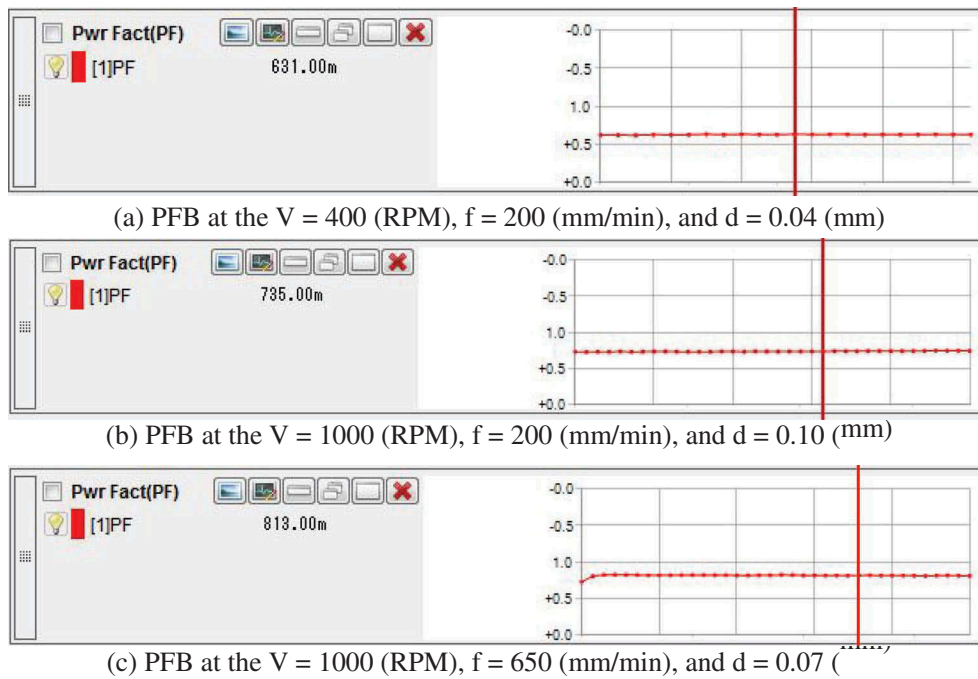 Pwr Fact(PF)
[1]PF 631.00m
-0.0
-0.5
1.0
+0.5
+0.0
(a) PFB at the V = 400 (RPM), f = 200 (mm/min), and d = 0.04 (mm)
Pwr Fact(PF)
[1]PF 735.00m
-0.0
-0.5
1.0
+0.5
+0.0
(b) PFB at the V = 1000 (RPM), f = 200 (mm/min), and d = 0.10 (mm)
Pwr Fact(PF)
[1]PF 813.00m
-0.0
-0.5
1.0
+0.5
+0.0
(c) PFB at the V = 1000 (RPM), f = 650 (mm/min), and d = 0.07 (